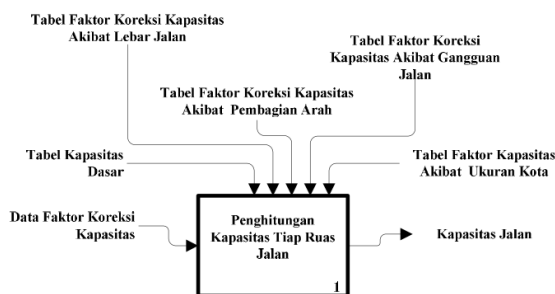 Tabel Faktor Koreksi Kapasitas
Akibat Lebar Jalan
Tabel Faktor Koreksi
Kapasitas Akibat Gangguan
Jalan
Tabel Faktor Koreksi Kapasitas
Akibat Pembagian Arah
Tabel Kapasitas
Dasar
Tabel Faktor Kapasitas
Akibat Ukuran Kota
Data Faktor Koreksi
Kapasitas
Penghitungan
Kapasitas Tiap Ruas
Jalan
1
Kapasitas Jalan